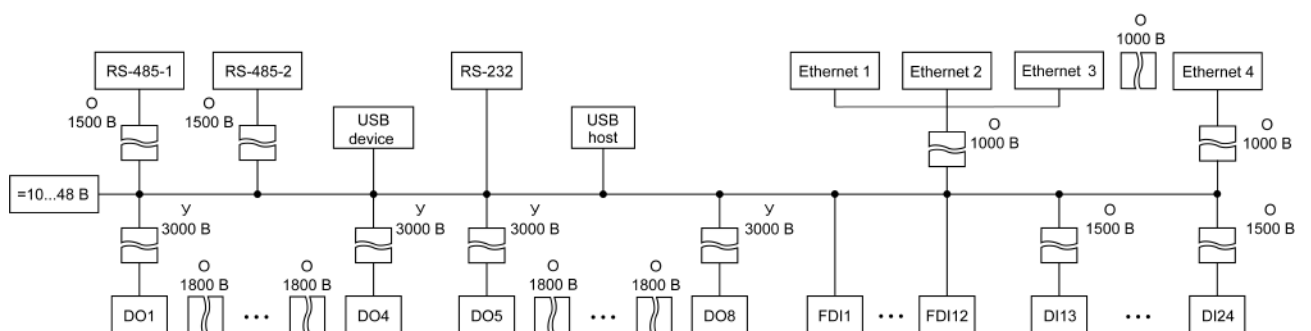 О
1000 В
RS-485-1
RS-485-2
RS-232
Ethernet 1
Ethernet 2
Ethernet 3
Ethernet 4
О
1500 В
О
1500 В
USB
device
USB
host
О
1000 В
О
1000 В
=10...48 В
У
3000 В
У
3000 В
У
3000 В
У
3000 В
О
1500 В
О
1500 В
О
1800 В
О
1800 В
О
1800 В
О
1800 В
DO1
...
DO4
DO5
...
DO8
FDI1
...
FDI12
DI13
...
DI24